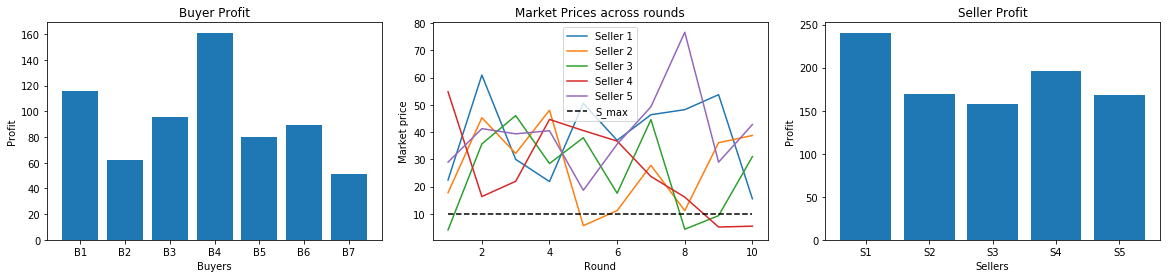 Buyer Profit
Profit
160
140
120
100
80
60
40
20
0
B1 B2 B3 B4 B5 B6 B7
Buyers
Market Prices across rounds
Market price
80
70
60
50
40
30
20
10
Seller 1
Seller 2
Seller 3
Seller 4
Seller 5
S_max
2 4 6 8 10
Round
Seller Profit
Profit
250
200
150
100
50
0
S1 S2 S3 S4 S5
Sellers